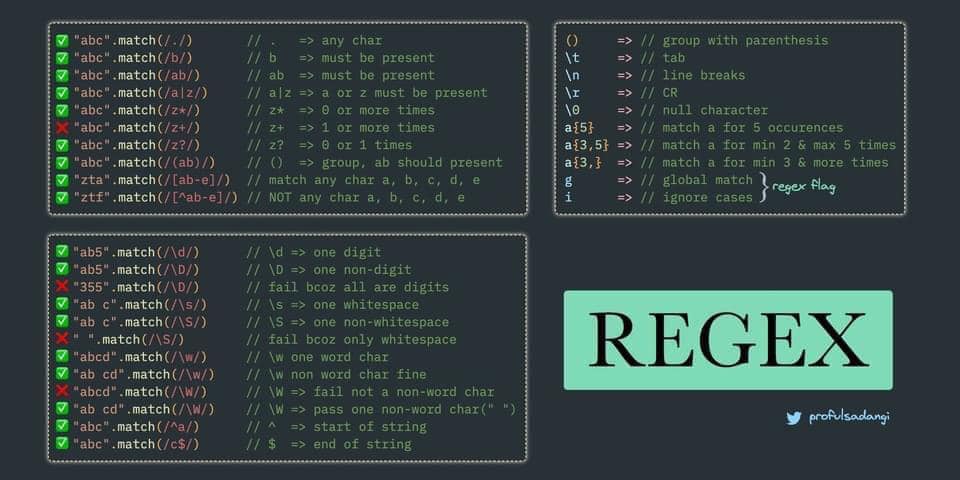 ✅ "abc".match(/./) // . => any char
✅ "abc".match(/b/) // b => must be present
✅ "abc".match(/ab/) // ab => must be present
✅ "abc".match(/a|z/) // a|z => a or z must be present
✅ "abc".match(/z*/) // z* => 0 or more times
❌ "abc".match(/z+/) // z+ => 1 or more times
✅ "abc".match(/z?/) // z? => 0 or 1 times
✅ "abc".match(/(ab)/) // () => group, ab should present
✅ "zta".match(/[ab-e]/) // match any char a, b, c, d, e
✅ "ztf".match(/[^ab-e]/) // NOT any char a, b, c, d, e
() => // group with parenthesis
\t => // tab
\n => // line breaks
\r => // CR
\0 => // null character
a{5} => // match a for 5 occurences
a{3,5} => // match a for min 2 & max 5 times
a{3,} => // match a for min 3 & more times
g => // global match
i => // ignore cases
regex flag
✅ "ab5".match(/\d/) // \d => one digit
✅ "ab5".match(/\D/) // \D => one non-digit
❌ "355".match(/\D/) // fail bcoz all are digits
✅ "ab c".match(/\s/) // \s => one whitespace
✅ "ab c".match(/\S/) // \S => one non-whitespace
❌ " ".match(/\S/) // fail bcoz only whitespace
✅ "abcd".match(/\w/) // \w one word char
✅ "ab cd".match(/\w/) // \w non word char fine
❌ "abcd".match(/\W/) // \W => fail not a non-word char
✅ "ab cd".match(/\W/) // \W => pass one non-word char(" ")
✅ "abc".match(/^a/) // ^ => start of string
✅ "abc".match(/c$/) // $ => end of string
REGEX
profulsadangi